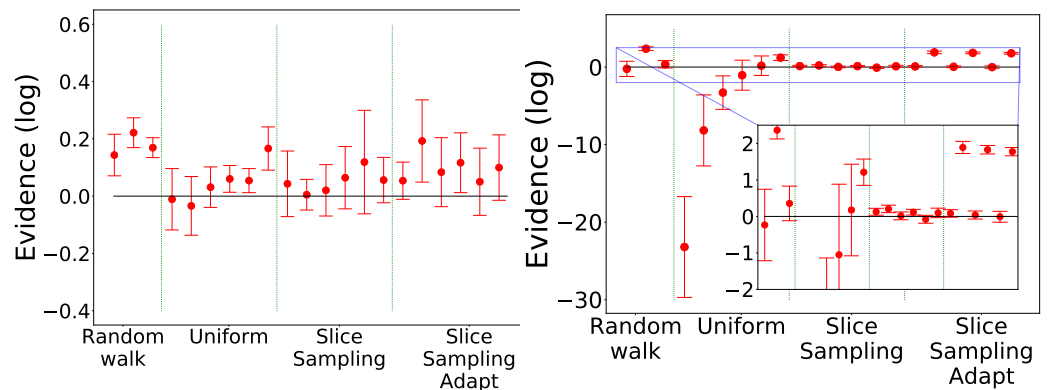 Evidence (log)
0.6
0.4
0.2
0.0
−0.2
−0.4
Random
walk
Uniform
Slice
Sampling
Slice
Sampling
Adapt
Evidence (log)
0
−10
−20
−30
2
1
0
−1
−2
Random
walk
Uniform
Slice
Sampling
Slice
Sampling
Adapt